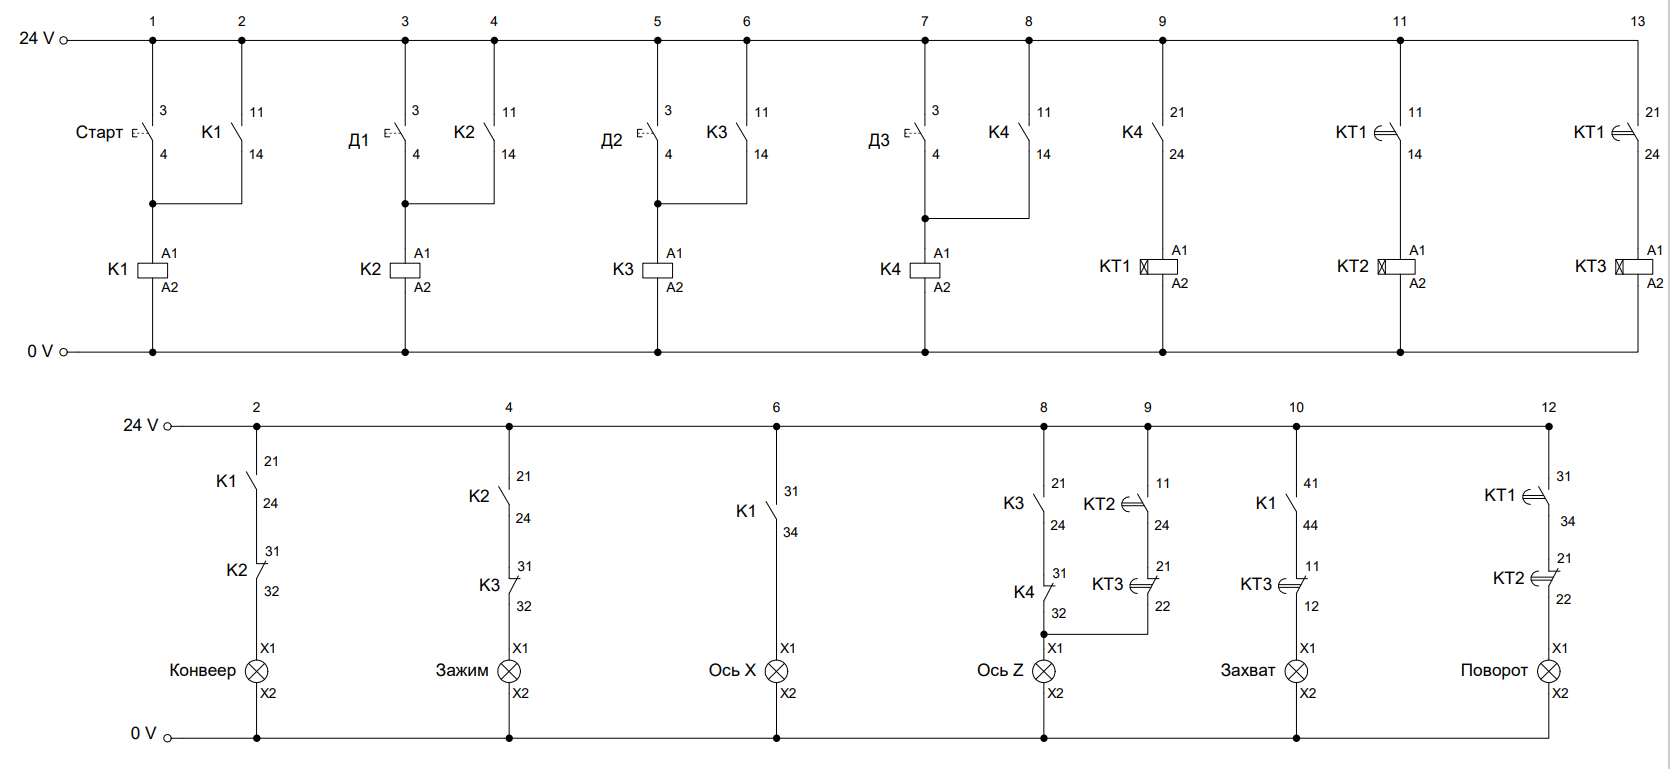 1 2 3 4 5 6 7 8 9 11 13
24 V
3 11 3 11 3 11 3 11 21 11 21
Старт K1 Д1 K2 Д2 K3 Д3 K4 K4 KT1 KT1
4 14 4 14 4 14 4 14 24 14 24
A1 A1 A1 A1 A1 A1 A1
K1 K2 K3 K4 KT1 KT2 KT3
A2 A2 A2 A2 A2 A2 A2
0 V
2 4 6 8 9 10 12
24 V
21 21 31 21 11 41 31
K1 K2 K1 K3 KT2 K1 KT1
24 24 34 24 24 44 34
31 31 31 21 11 21
K2 K3 K4 KT3 KT3 KT2
32 32 32 22 12 22
X1 X1 X1 X1 X1 X1
Конвеер Зажим Ось X Ось Z Захват Поворот
X2 X2 X2 X2 X2 X2
0 V